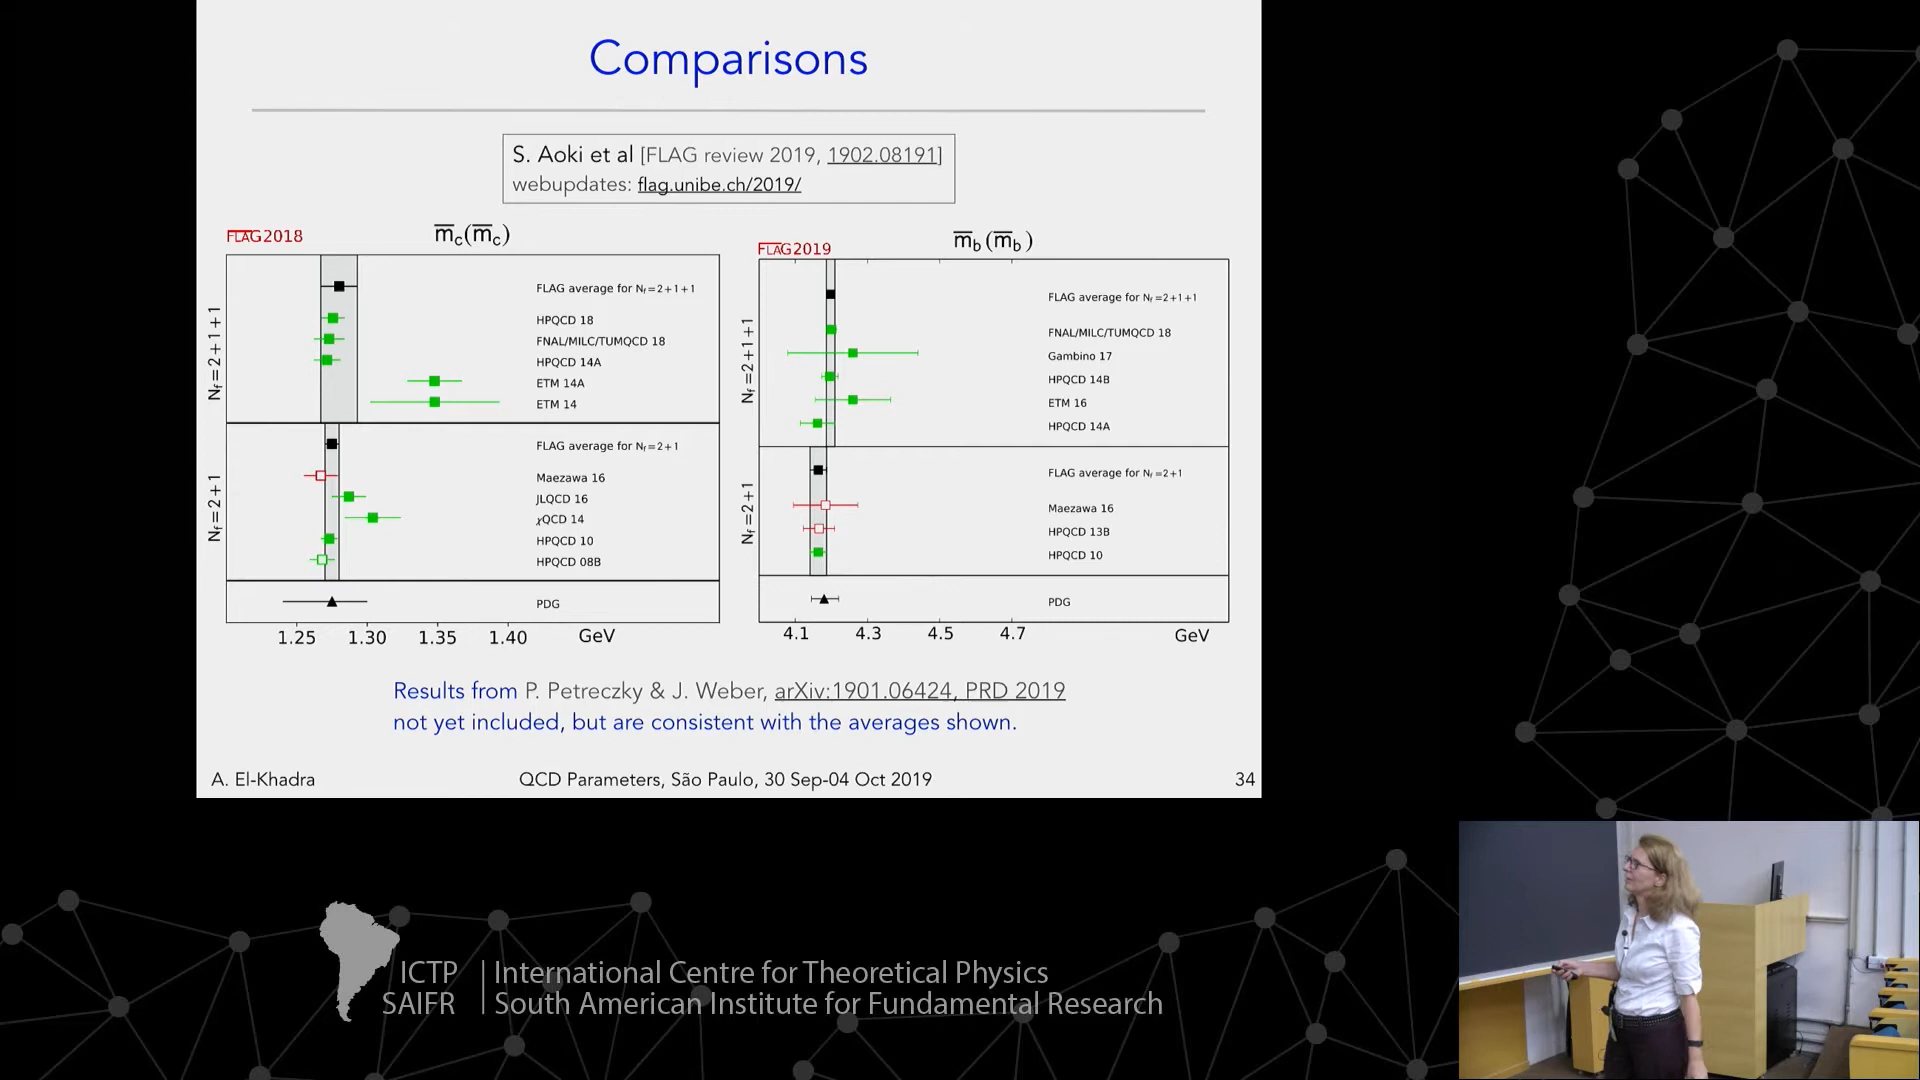 Comparisons
S. Aoki et al [FLAG review 2019, 1902.08191]
webupdates: flag.unibe.ch/2019/
FLAG2018
m̅c(m̅c)
Nf=2+1+1
FLAG average for Nf=2+1+1
HPQCD 18
FNAL/MILC/TUMQCD 18
HPQCD 14A
ETM 14A
ETM 14
Nf=2+1
FLAG average for Nf=2+1
Maezawa 16
JLQCD 16
χQCD 14
HPQCD 10
HPQCD 08B
PDG
1.25 1.30 1.35 1.40 GeV
FLAG2019
m̅b(m̅b)
Nf=2+1+1
FLAG average for Nf=2+1+1
FNAL/MILC/TUMQCD 18
Gambino 17
HPQCD 14B
ETM 16
HPQCD 14A
Nf=2+1
FLAG average for Nf=2+1
Maezawa 16
HPQCD 13B
HPQCD 10
PDG
4.1 4.3 4.5 4.7 GeV
Results from P. Petreczky & J. Weber, arXiv:1901.06424, PRD 2019
not yet included, but are consistent with the averages shown.
A. El-Khadra QCD Parameters, São Paulo, 30 Sep-04 Oct 2019 34
ICTP International Centre for Theoretical Physics
SAIFR South American Institute for Fundamental Research